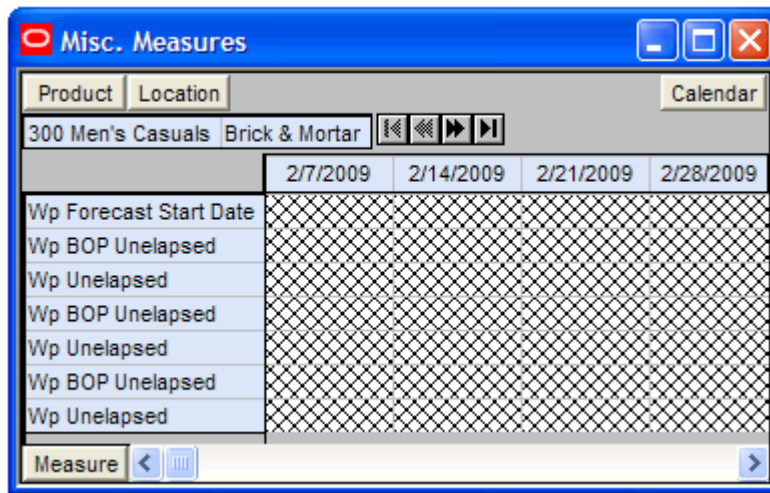 Misc. Measures
Product Location Calendar
300 Men's Casuals Brick & Mortar
2/7/2009 2/14/2009 2/21/2009 2/28/2009
Wp Forecast Start Date
Wp BOP Unelapsed
Wp Unelapsed
Wp BOP Unelapsed
Wp Unelapsed
Wp BOP Unelapsed
Wp Unelapsed
Measure